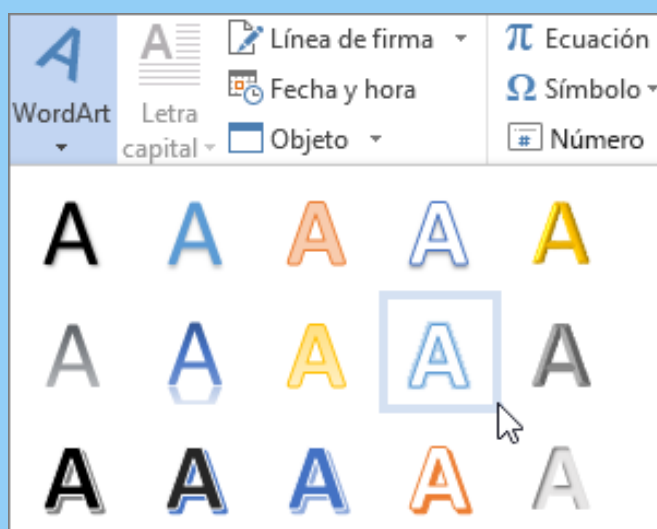 WordArt
Letra
capital
Línea de firma
Fecha y hora
Objeto
π Ecuación
Ω Símbolo
# Número
A A A A A
A A A A A
A A A A A